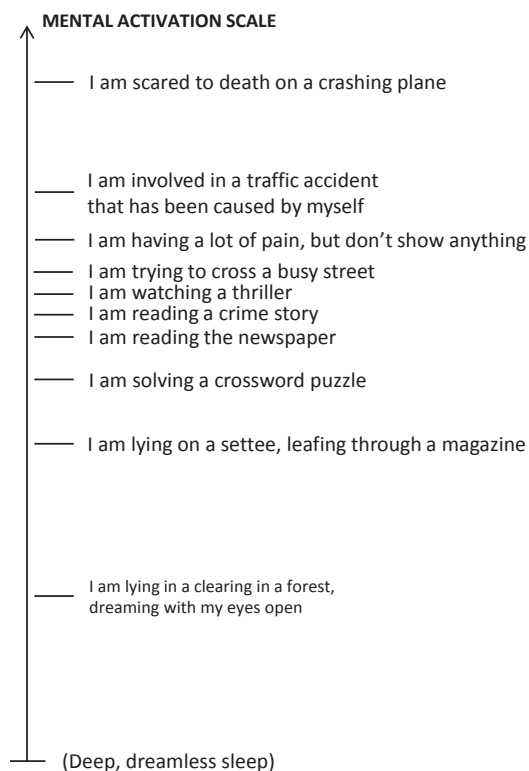 MENTAL ACTIVATION SCALE
I am scared to death on a crashing plane
I am involved in a traffic accident
that has been caused by myself
I am having a lot of pain, but don’t show anything
I am trying to cross a busy street
I am watching a thriller
I am reading a crime story
I am reading the newspaper
I am solving a crossword puzzle
I am lying on a settee, leafing through a magazine
I am lying in a clearing in a forest,
dreaming with my eyes open
(Deep, dreamless sleep)